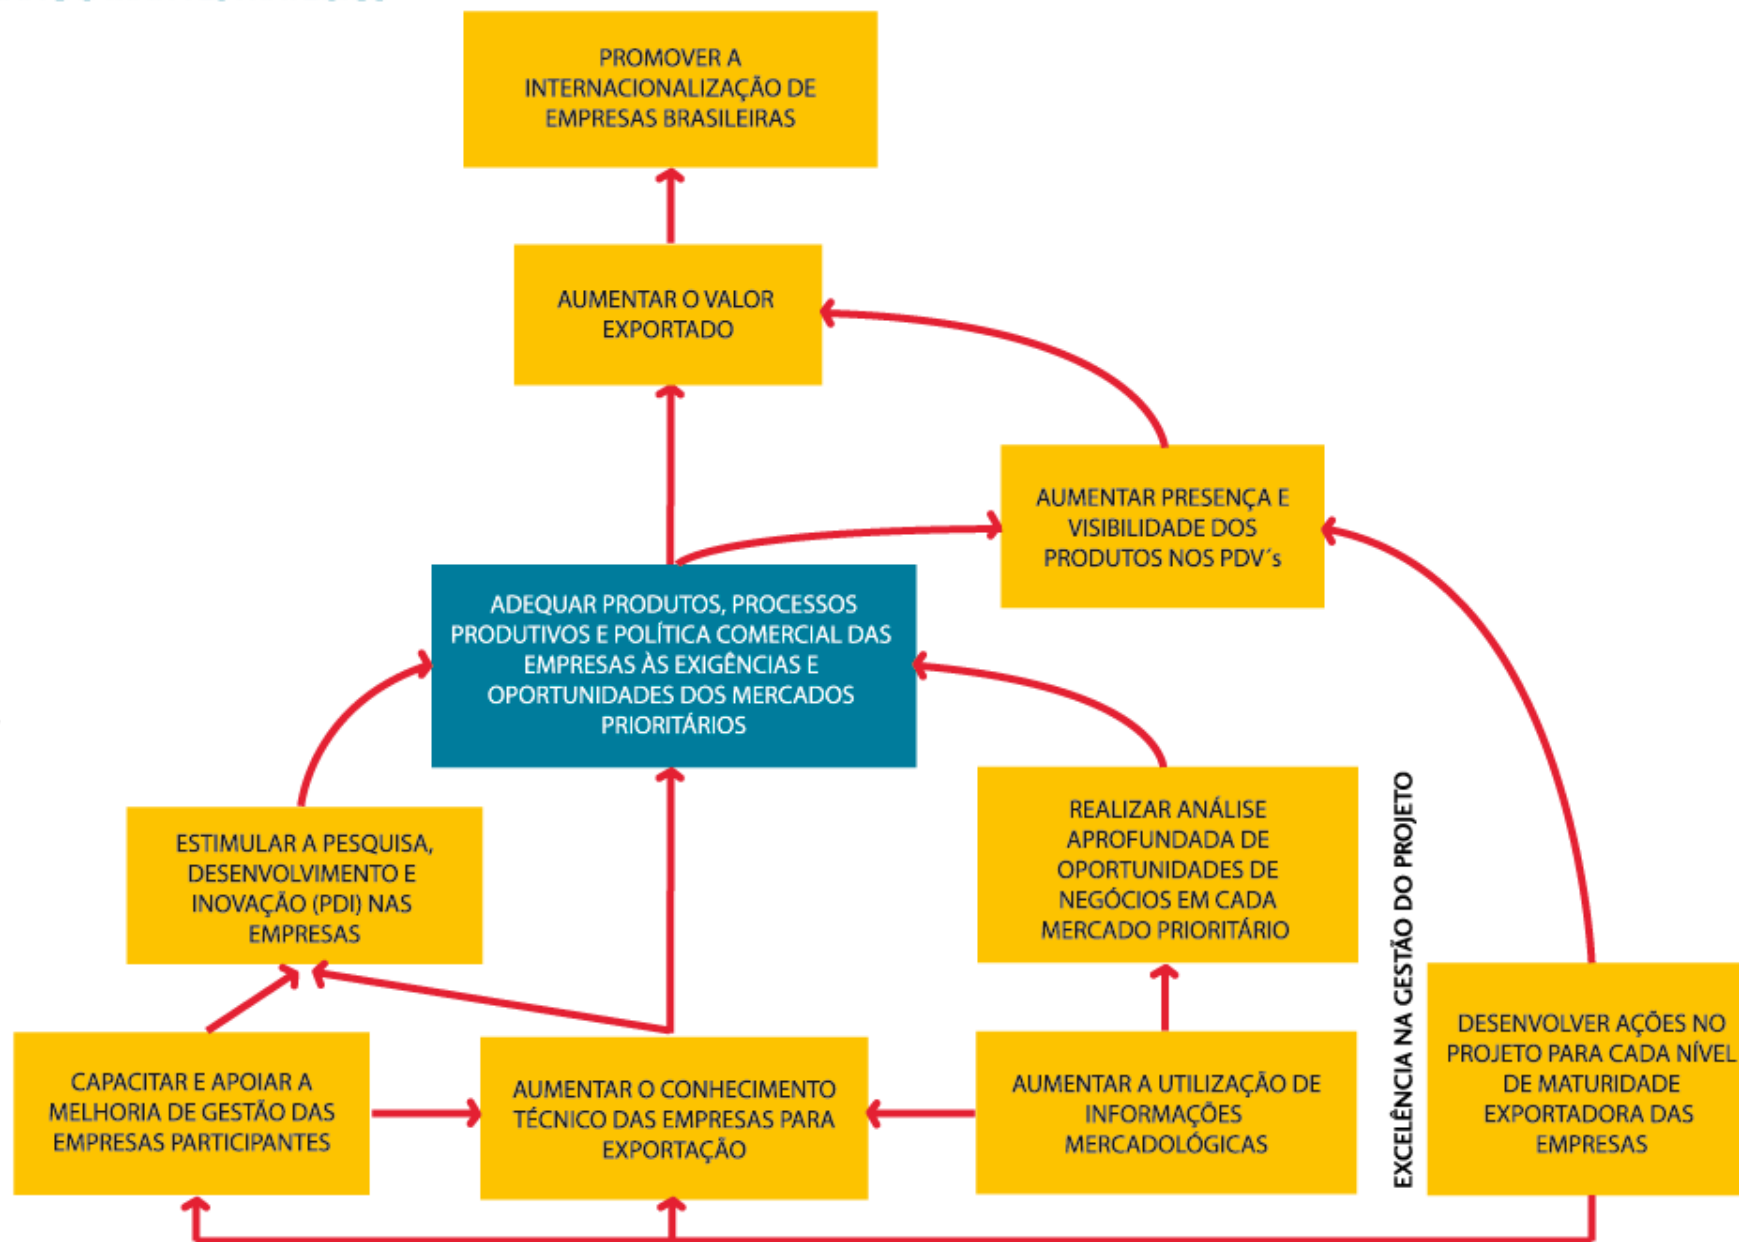 PROMOVER A
INTERNACIONALIZAÇÃO DE
EMPRESAS BRASILEIRAS
AUMENTAR O VALOR
EXPORTADO
AUMENTAR PRESENÇA E
VISIBILIDADE DOS
PRODUTOS NOS PDV´s
ADEQUAR PRODUTOS, PROCESSOS
PRODUTIVOS E POLÍTICA COMERCIAL DAS
EMPRESAS ÀS EXIGÊNCIAS E
OPORTUNIDADES DOS MERCADOS
PRIORITÁRIOS
ESTIMULAR A PESQUISA,
DESENVOLVIMENTO E
INOVAÇÃO (PDI) NAS
EMPRESAS
REALIZAR ANÁLISE
APROFUNDADA DE
OPORTUNIDADES DE
NEGÓCIOS EM CADA
MERCADO PRIORITÁRIO
EXCELÊNCIA NA GESTÃO DO PROJETO
CAPACITAR E APOIAR A
MELHORIA DE GESTÃO DAS
EMPRESAS PARTICIPANTES
AUMENTAR O CONHECIMENTO
TÉCNICO DAS EMPRESAS PARA
EXPORTAÇÃO
AUMENTAR A UTILIZAÇÃO DE
INFORMAÇÕES
MERCADOLÓGICAS
DESENVOLVER AÇÕES NO
PROJETO PARA CADA NÍVEL
DE MATURIDADE
EXPORTADORA DAS
EMPRESAS